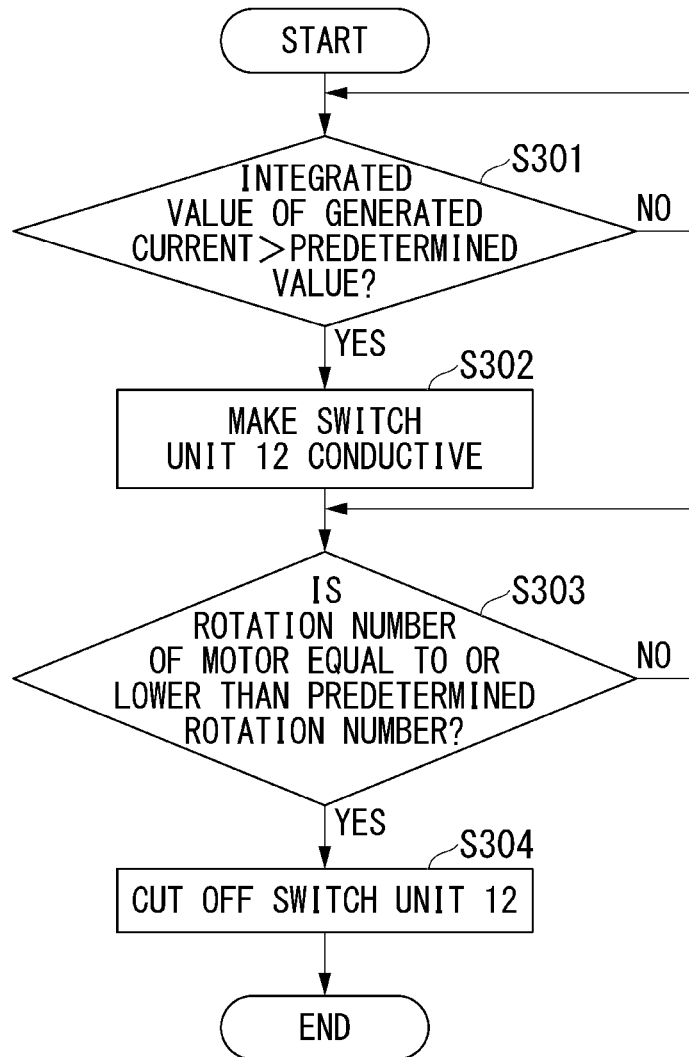 START
S301
INTEGRATED
VALUE OF GENERATED
CURRENT>PREDETERMINED
VALUE?
NO
YES
S302
MAKE SWITCH
UNIT 12 CONDUCTIVE
S303
IS
ROTATION NUMBER
OF MOTOR EQUAL TO OR
LOWER THAN PREDETERMINED
ROTATION NUMBER?
NO
YES
S304
CUT OFF SWITCH UNIT 12
END